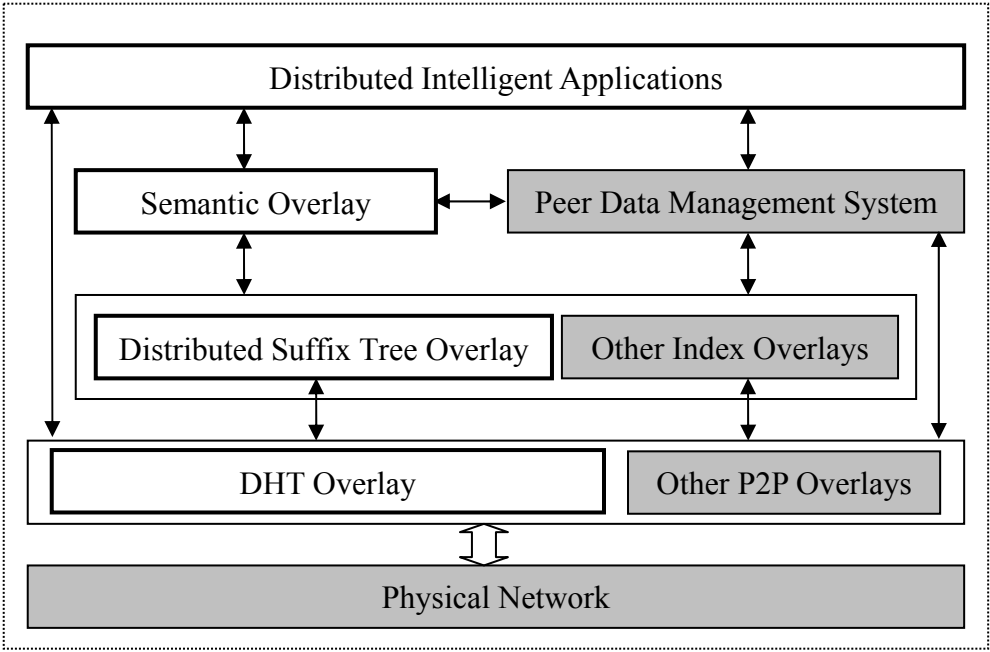 Distributed Intelligent Applications
Semantic Overlay
Peer Data Management System
Distributed Suffix Tree Overlay
Other Index Overlays
DHT Overlay
Other P2P Overlays
Physical Network